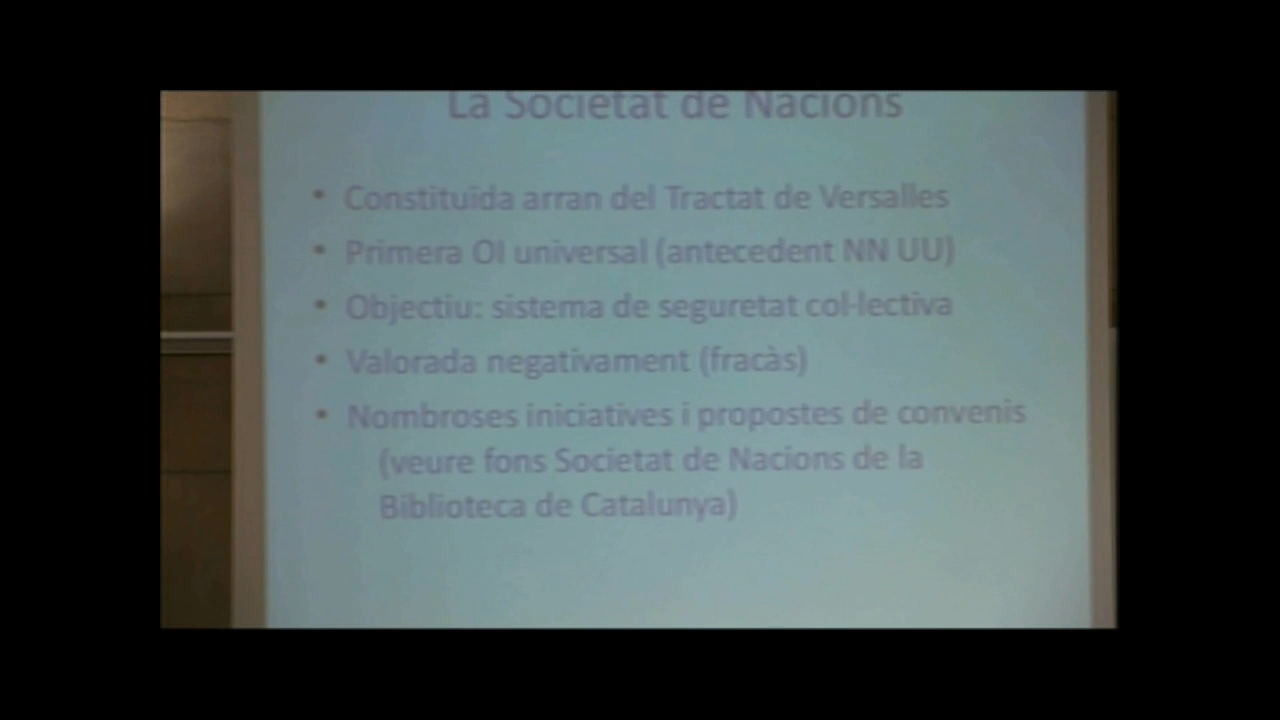 La Societat de Nacions
• Constituïda arran del Tractat de Versalles
• Primera OI universal (antecedent NN UU)
• Objectiu: sistema de seguretat col·lectiva
• Valorada negativament (fracàs)
• Nombroses iniciatives i propostes de convenis
(veure fons Societat de Nacions de la
Biblioteca de Catalunya)